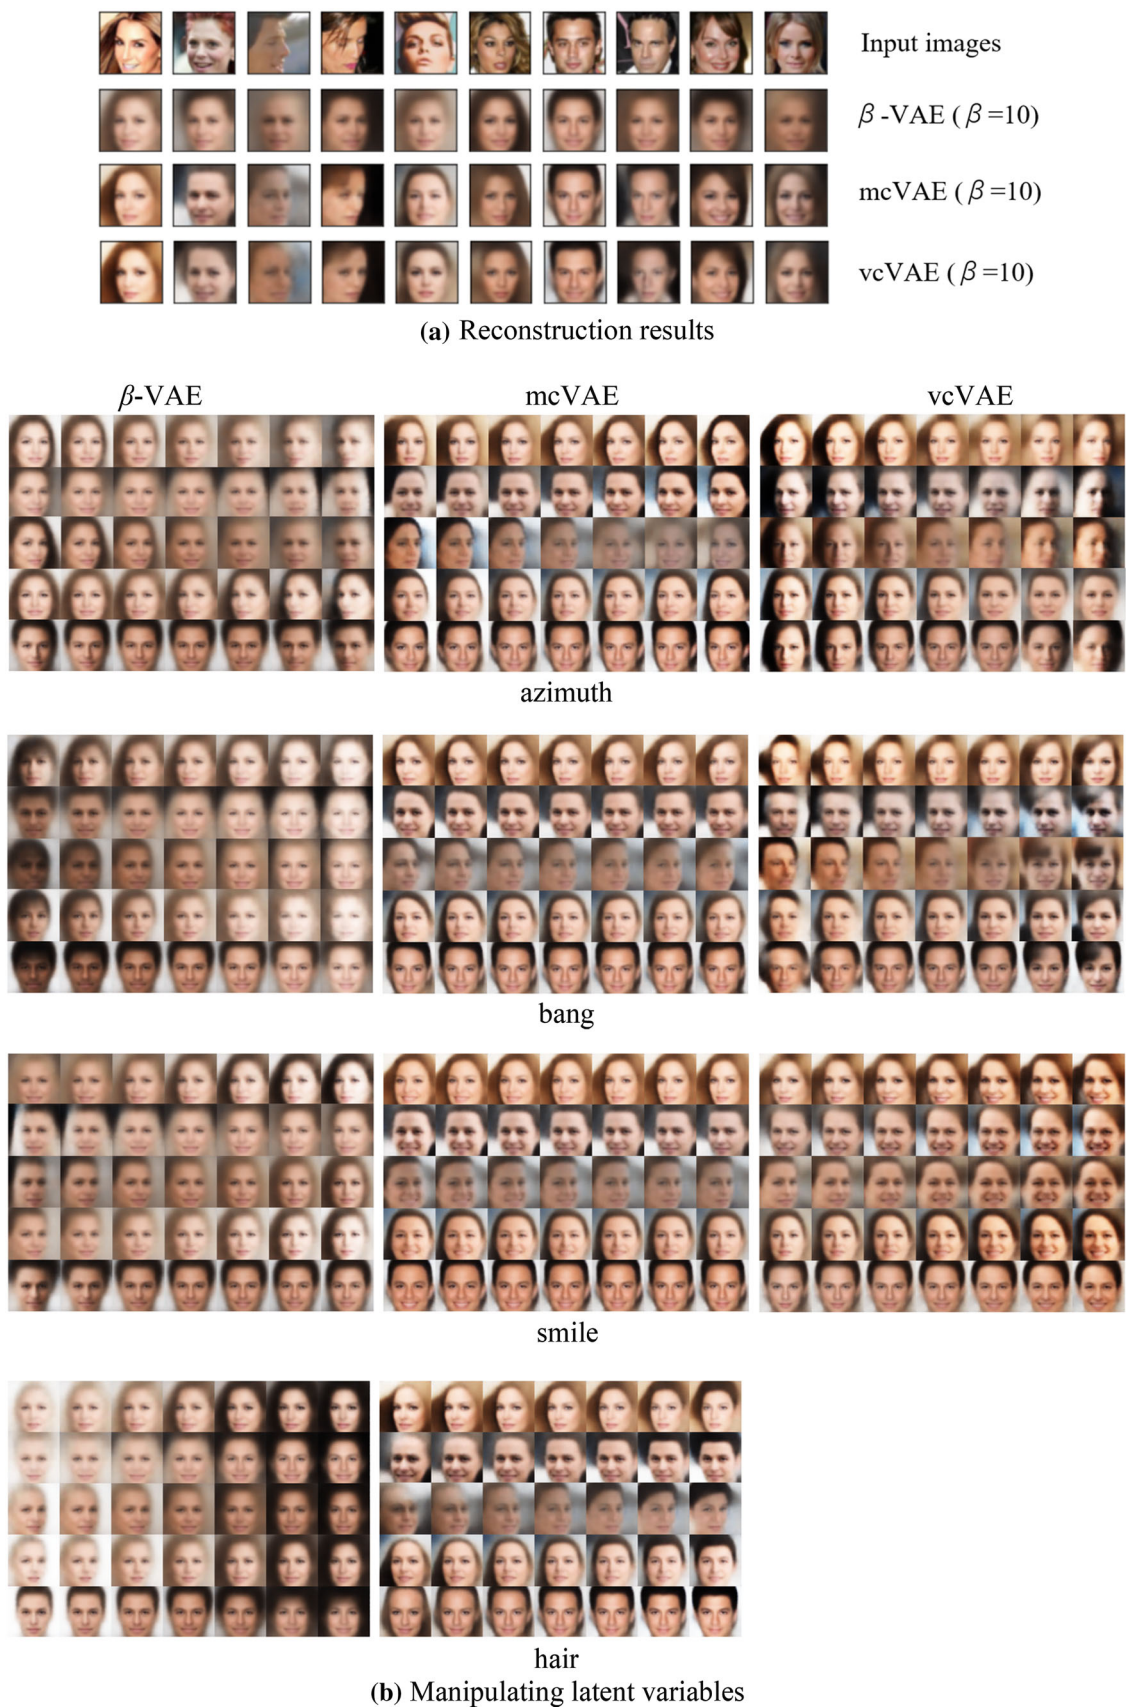 Input images
β-VAE (β=10)
mcVAE (β=10)
vcVAE (β=10)
(a) Reconstruction results
β-VAE mcVAE vcVAE
azimuth
bang
smile
hair
(b) Manipulating latent variables